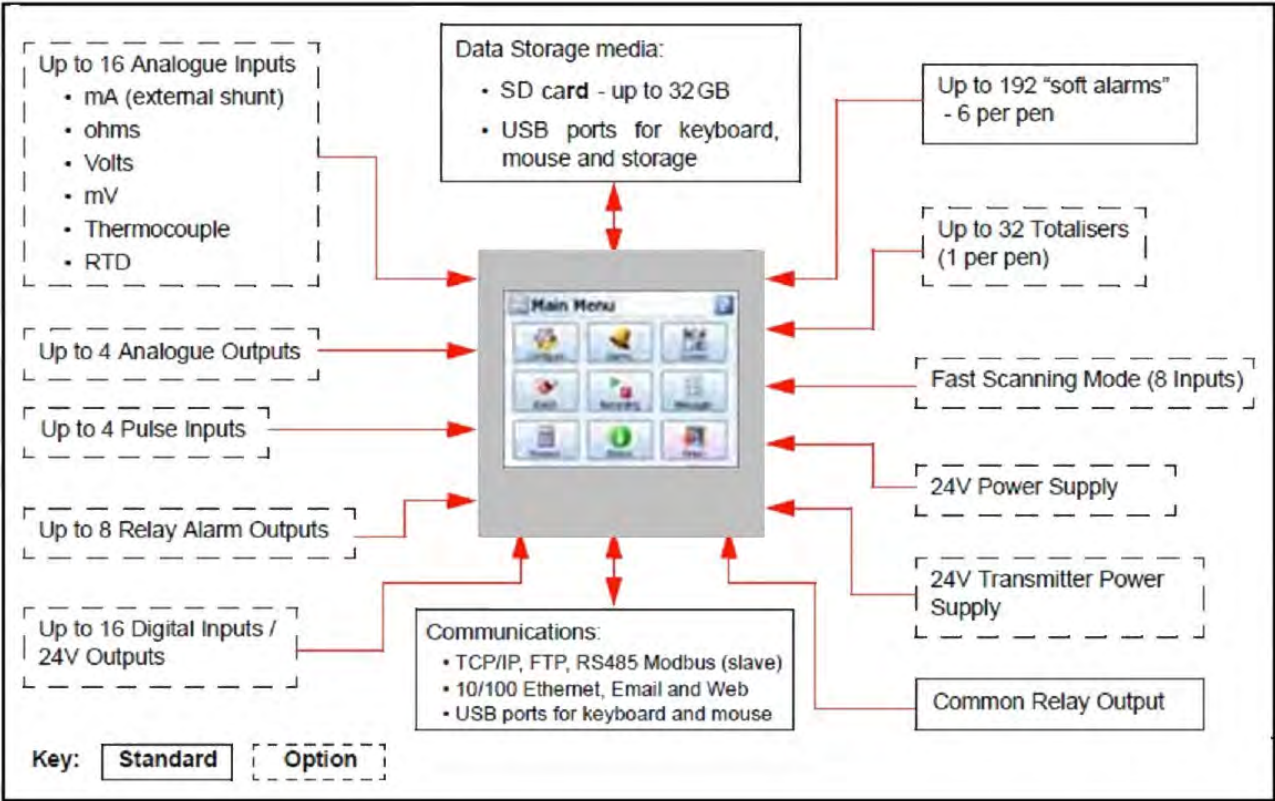 Up to 16 Analogue Inputs
• mA (external shunt)
• ohms
• Volts
• mV
• Thermocouple
• RTD
Up to 4 Analogue Outputs
Up to 4 Pulse Inputs
Up to 8 Relay Alarm Outputs
Up to 16 Digital Inputs /
24V Outputs
Data Storage media:
• SD card - up to 32GB
• USB ports for keyboard,
mouse and storage
Main Menu
Communications:
• TCP/IP, FTP, RS485 Modbus (slave)
• 10/100 Ethernet, Email and Web
• USB ports for keyboard and mouse
Up to 192 “soft alarms”
- 6 per pen
Up to 32 Totalisers
(1 per pen)
Fast Scanning Mode (8 Inputs)
24V Power Supply
24V Transmitter Power
Supply
Common Relay Output
Key: Standard Option